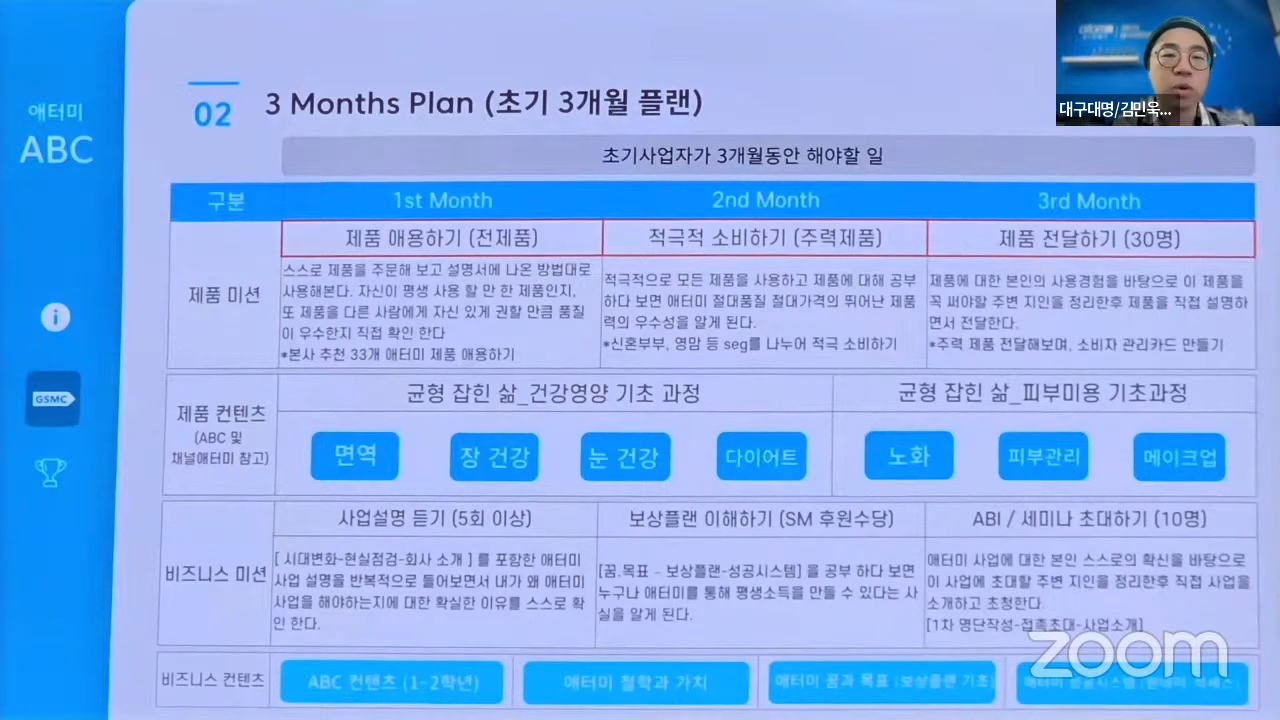 대구대명/김민욱...
애터미
ABC
02
3 Months Plan (초기 3개월 플랜)
초기사업자가 3개월동안 해야할 일
구분
1st Month
2nd Month
3rd Month
제품 미션
제품 애용하기 (전제품)
적극적 소비하기 (주력제품)
제품 전달하기 (30명)
스스로 제품을 주문해 보고 설명서에 나온 방법대로
사용해본다. 자신이 평생 사용 할 만 한 제품인지,
또 제품을 다른 사람에게 자신 있게 권할 만큼 품질
이 우수한지 직접 확인 한다
*본사 추천 33개 애터미 제품 애용하기
적극적으로 모든 제품을 사용하고 제품에 대해 공부
하다 보면 애터미 절대품질 절대가격의 뛰어난 제품
력의 우수성을 알게 된다.
*신혼부부, 영맘 등 seg를 나누어 적극 소비하기
제품에 대한 본인의 사용경험을 바탕으로 이 제품을
꼭 써야할 주변 지인을 정리한후 제품을 직접 설명하
면서 전달한다.
*주력 제품 전달해보며, 소비자 관리카드 만들기
제품 컨텐츠
(ABC 및
채널애터미 참고)
균형 잡힌 삶_건강영양 기초 과정
균형 잡힌 삶_피부미용 기초과정
면역
장 건강
눈 건강
다이어트
노화
피부관리
메이크업
GSMC
비즈니스 미션
사업설명 듣기 (5회 이상)
보상플랜 이해하기 (SM 후원수당)
ABI / 세미나 초대하기 (10명)
[ 시대변화-현실점검-회사 소개 ] 를 포함한 애터미
사업 설명을 반복적으로 들어보면서 내가 왜 애터미
사업을 해야하는지에 대한 확실한 이유를 스스로 확
인 한다.
[꿈.목표 - 보상플랜-성공시스템] 을 공부 하다 보면
누구나 애터미를 통해 평생소득을 만들 수 있다는 사
실을 알게 된다.
애터미 사업에 대한 본인 스스로의 확신을 바탕으로
이 사업에 초대할 주변 지인을 정리한후 직접 사업을
소개하고 초청한다.
[1차 명단작성-접촉초대-사업소개]
비즈니스 컨텐츠
ABC 컨텐츠 (1-2학년)
애터미 철학과 가치
애터미 꿈과 목표 (보상플랜 기초)
애터미 성공시스템
zoom